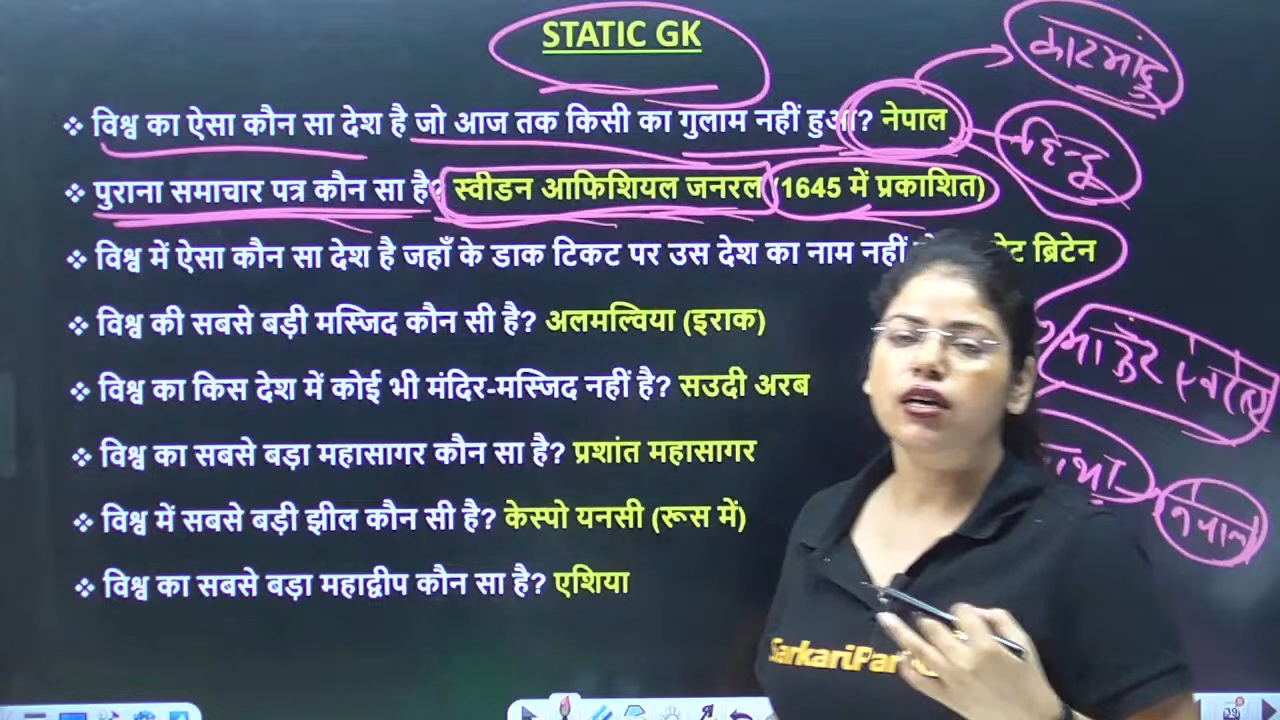 STATIC GK
काटमांडू
❖ विश्व का ऐसा कौन सा देश है जो आज तक किसी का गुलाम नहीं हुआ? नेपाल
हिन्दू
❖ पुराना समाचार पत्र कौन सा है? स्वीडन आफिशियल जनरल (1645 में प्रकाशित)
❖ विश्व में ऐसा कौन सा देश है जहाँ के डाक टिकट पर उस देश का नाम नहीं ब्रिटेन
❖ विश्व की सबसे बड़ी मस्जिद कौन सी है? अलमल्विया (इराक)
❖ विश्व का किस देश में कोई भी मंदिर-मस्जिद नहीं है? सउदी अरब
❖ विश्व का सबसे बड़ा महासागर कौन सा है? प्रशांत महासागर
❖ विश्व में सबसे बड़ी झील कौन सी है? केस्पो यनसी (रूस में)
नेपाल
❖ विश्व का सबसे बड़ा महाद्वीप कौन सा है? एशिया
39